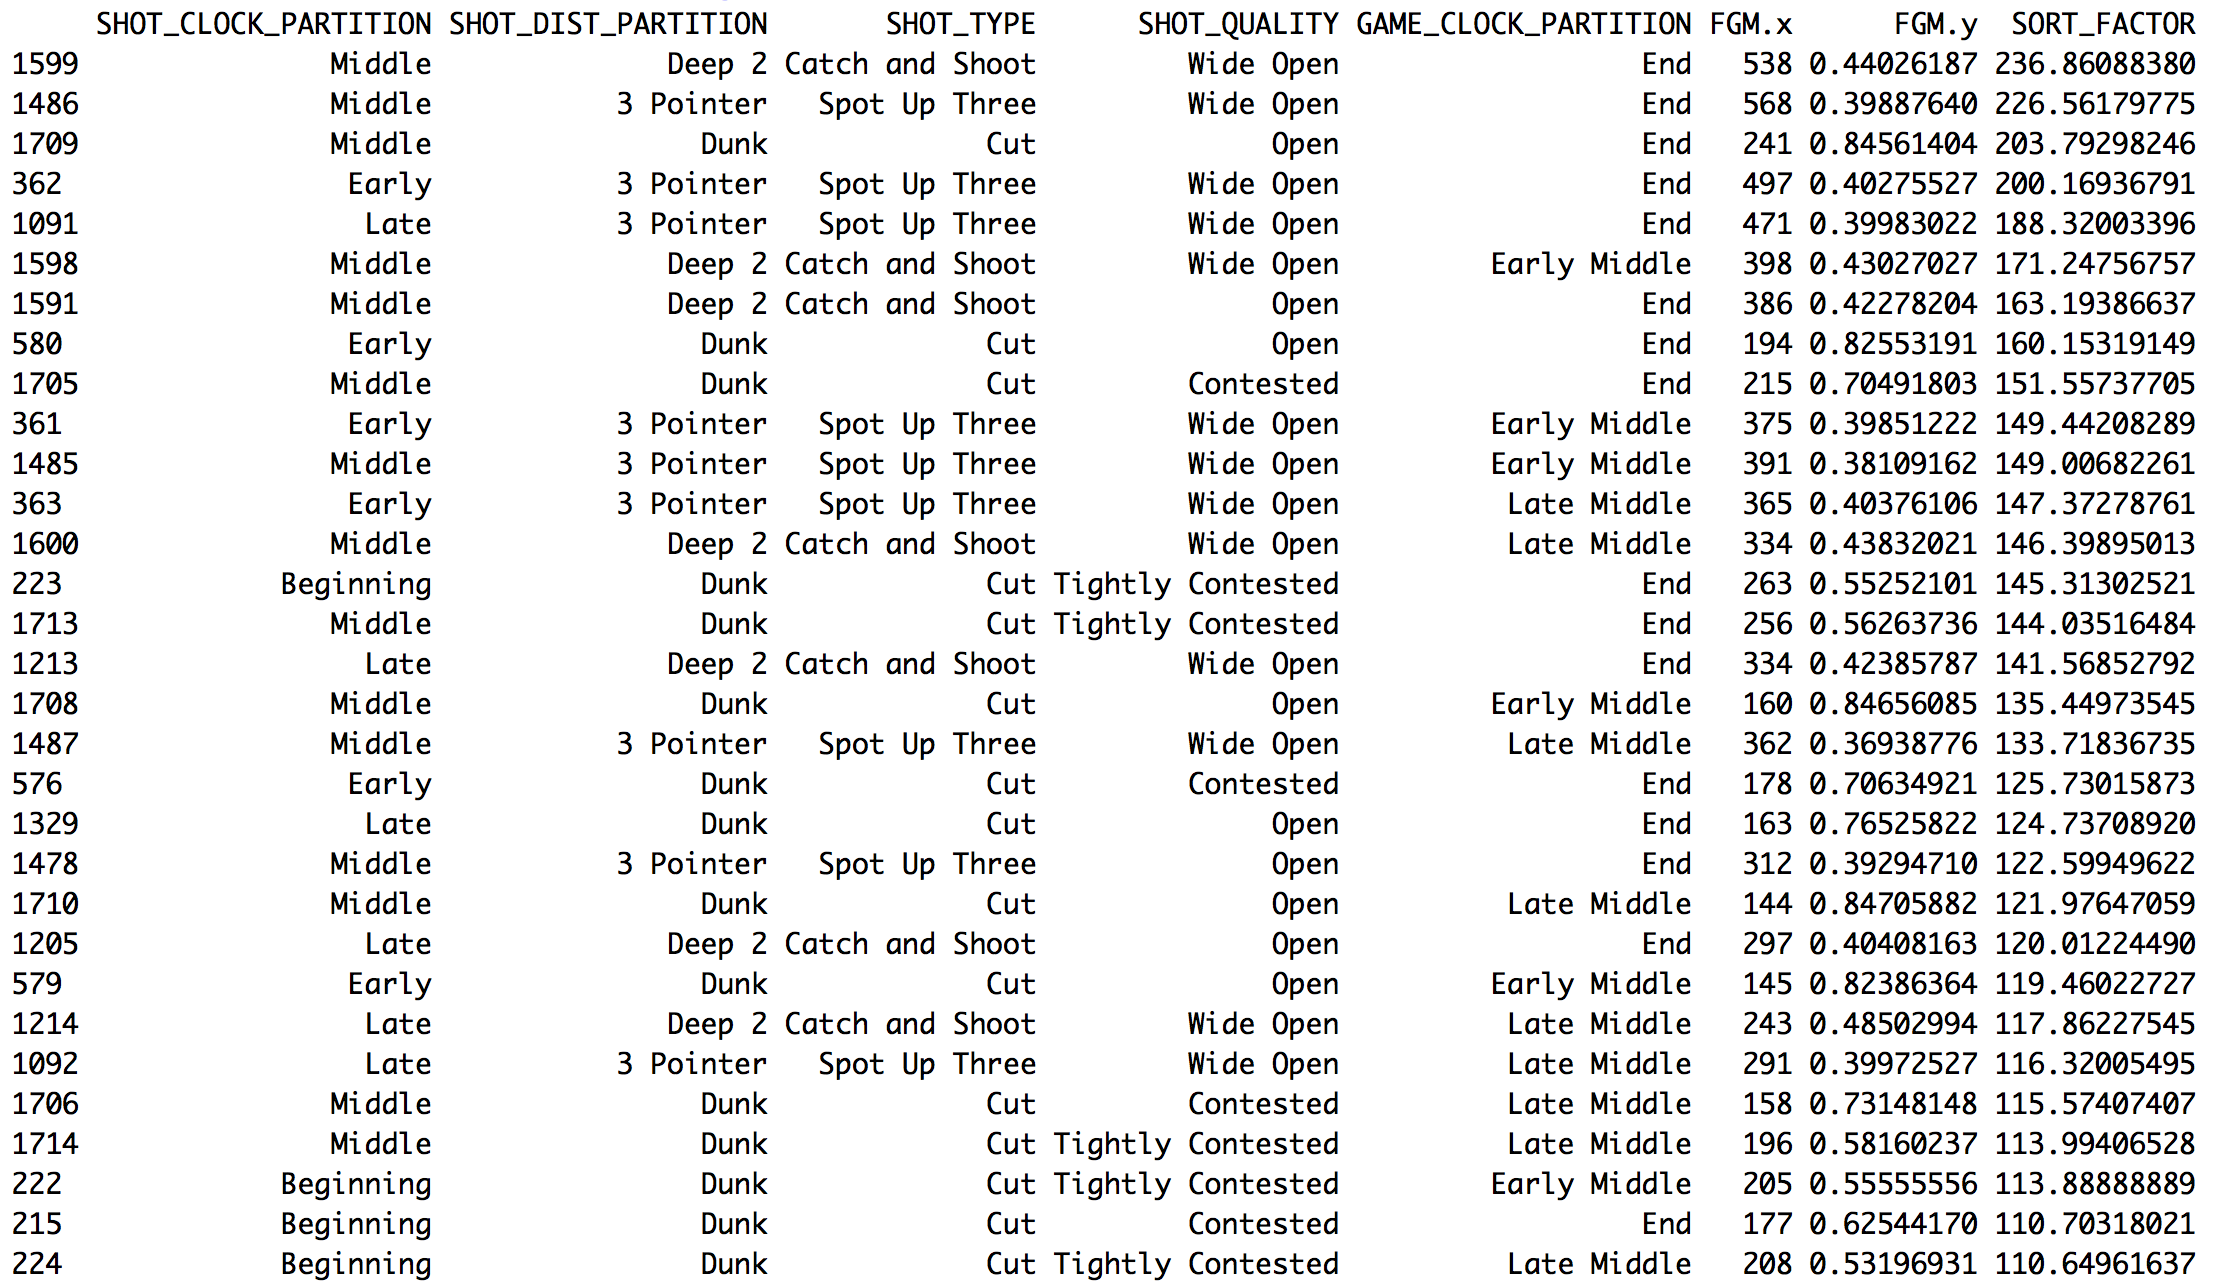 SHOT_CLOCK_PARTITION SHOT_DIST_PARTITION SHOT_TYPE SHOT_QUALITY GAME_CLOCK_PARTITION FGM.x FGM.y SORT_FACTOR
1599 Middle Deep 2 Catch and Shoot Wide Open End 538 0.44026187 236.86088380
1486 Middle 3 Pointer Spot Up Three Wide Open End 568 0.39887640 226.56179775
1709 Middle Dunk Cut Open End 241 0.84561404 203.79298246
362 Early 3 Pointer Spot Up Three Wide Open End 497 0.40275527 200.16936791
1091 Late 3 Pointer Spot Up Three Wide Open End 471 0.39983022 188.32003396
1598 Middle Deep 2 Catch and Shoot Wide Open Early Middle 398 0.43027027 171.24756757
1591 Middle Deep 2 Catch and Shoot Open End 386 0.42278204 163.19386637
580 Early Dunk Cut Open End 194 0.82553191 160.15319149
1705 Middle Dunk Cut Contested End 215 0.70491803 151.55737705
361 Early 3 Pointer Spot Up Three Wide Open Early Middle 375 0.39851222 149.44208289
1485 Middle 3 Pointer Spot Up Three Wide Open Early Middle 391 0.38109162 149.00682261
363 Early 3 Pointer Spot Up Three Wide Open Late Middle 365 0.40376106 147.37278761
1600 Middle Deep 2 Catch and Shoot Wide Open Late Middle 334 0.43832021 146.39895013
223 Beginning Dunk Cut Tightly Contested End 263 0.55252101 145.31302521
1713 Middle Dunk Cut Tightly Contested End 256 0.56263736 144.03516484
1213 Late Deep 2 Catch and Shoot Wide Open End 334 0.42385787 141.56852792
1708 Middle Dunk Cut Open Early Middle 160 0.84656085 135.44973545
1487 Middle 3 Pointer Spot Up Three Wide Open Late Middle 362 0.36938776 133.71836735
576 Early Dunk Cut Contested End 178 0.70634921 125.73015873
1329 Late Dunk Cut Open End 163 0.76525822 124.73708920
1478 Middle 3 Pointer Spot Up Three Open End 312 0.39294710 122.59949622
1710 Middle Dunk Cut Open Late Middle 144 0.84705882 121.97647059
1205 Late Deep 2 Catch and Shoot Open End 297 0.40408163 120.01224490
579 Early Dunk Cut Open Early Middle 145 0.82386364 119.46022727
1214 Late Deep 2 Catch and Shoot Wide Open Late Middle 243 0.48502994 117.86227545
1092 Late 3 Pointer Spot Up Three Wide Open Late Middle 291 0.39972527 116.32005495
1706 Middle Dunk Cut Contested Late Middle 158 0.73148148 115.57407407
1714 Middle Dunk Cut Tightly Contested Late Middle 196 0.58160237 113.99406528
222 Beginning Dunk Cut Tightly Contested Early Middle 205 0.55555556 113.88888889
215 Beginning Dunk Cut Contested End 177 0.62544170 110.70318021
224 Beginning Dunk Cut Tightly Contested Late Middle 208 0.53196931 110.64961637